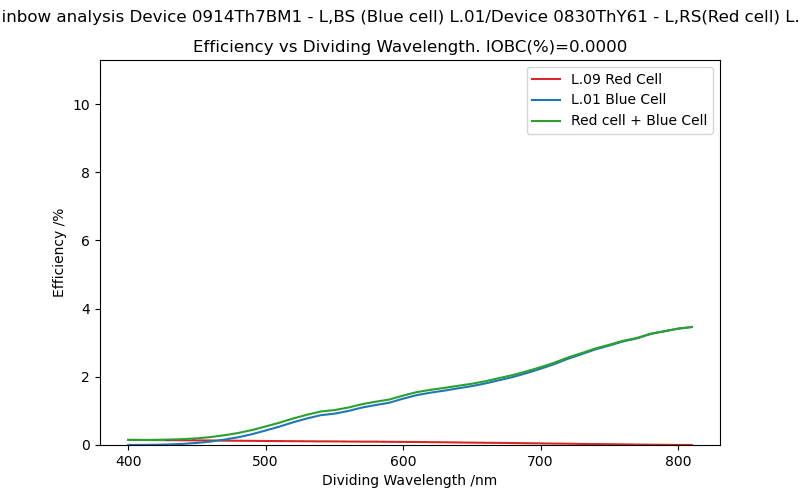 inbow analysis Device 0914Th7BM1 - L,BS (Blue cell) L.01/Device 0830ThY61 - L,RS(Red cell) L.
Efficiency vs Dividing Wavelength. IOBC(%)=0.0000
L.09 Red Cell
L.01 Blue Cell
Red cell + Blue Cell
Efficiency /%
10
8
6
4
2
0
400 500 600 700 800
Dividing Wavelength /nm